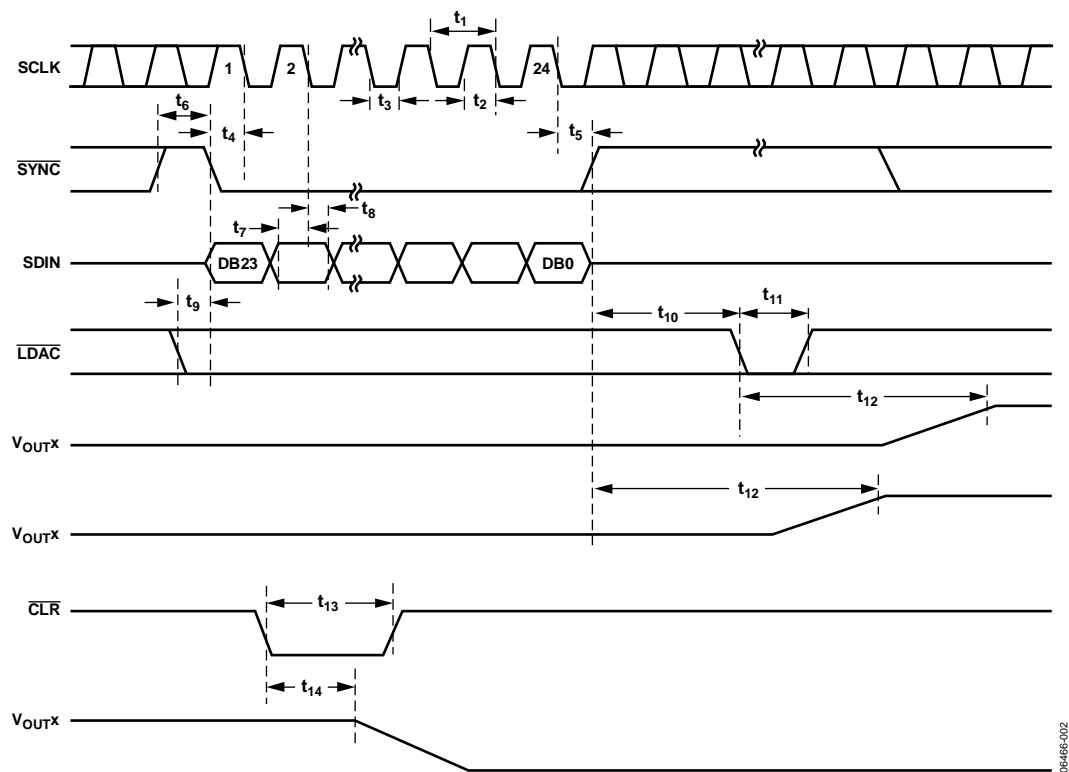 t1
SCLK
1
2
24
t3
t2
t6
t4
t5
SYNC
t8
t7
SDIN
DB23
DB0
t9
t10
t11
LDAC
t12
VOUTX
t12
VOUTX
CLR
t13
t14
VOUTX
06466-002